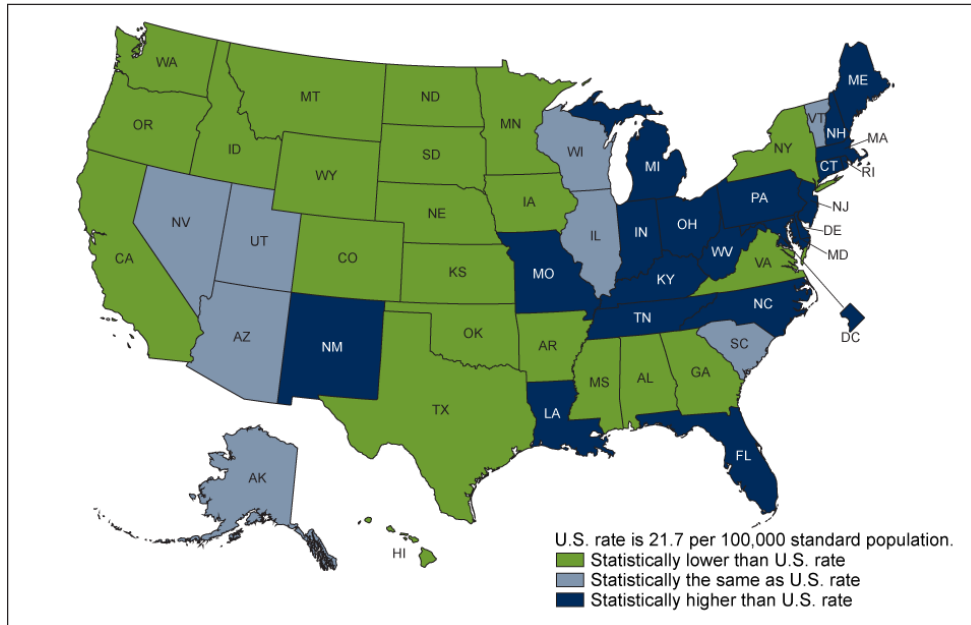 WA
MT
ND
MN
ME
OR
ID
SD
WI
VT
NH
MA
NY
MI
CT
RI
WY
IA
PA
NJ
NE
NV
UT
IL
IN
OH
DE
CA
CO
KS
MO
WV
VA
MD
KY
NC
TN
DC
AZ
NM
OK
AR
SC
MS
AL
GA
TX
LA
FL
AK
HI
U.S. rate is 21.7 per 100,000 standard population.
Statistically lower than U.S. rate
Statistically the same as U.S. rate
Statistically higher than U.S. rate